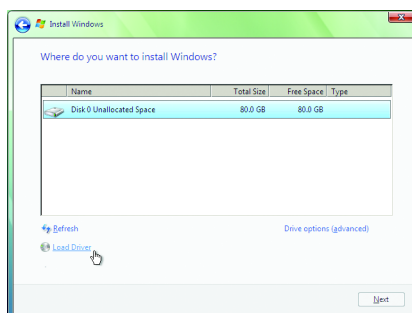 Install Windows
Where do you want to install Windows?
Name Total Size Free Space Type
Disk 0 Unallocated Space 80.0 GB 80.0 GB
Refresh Drive options (advanced)
Load Driver
Next